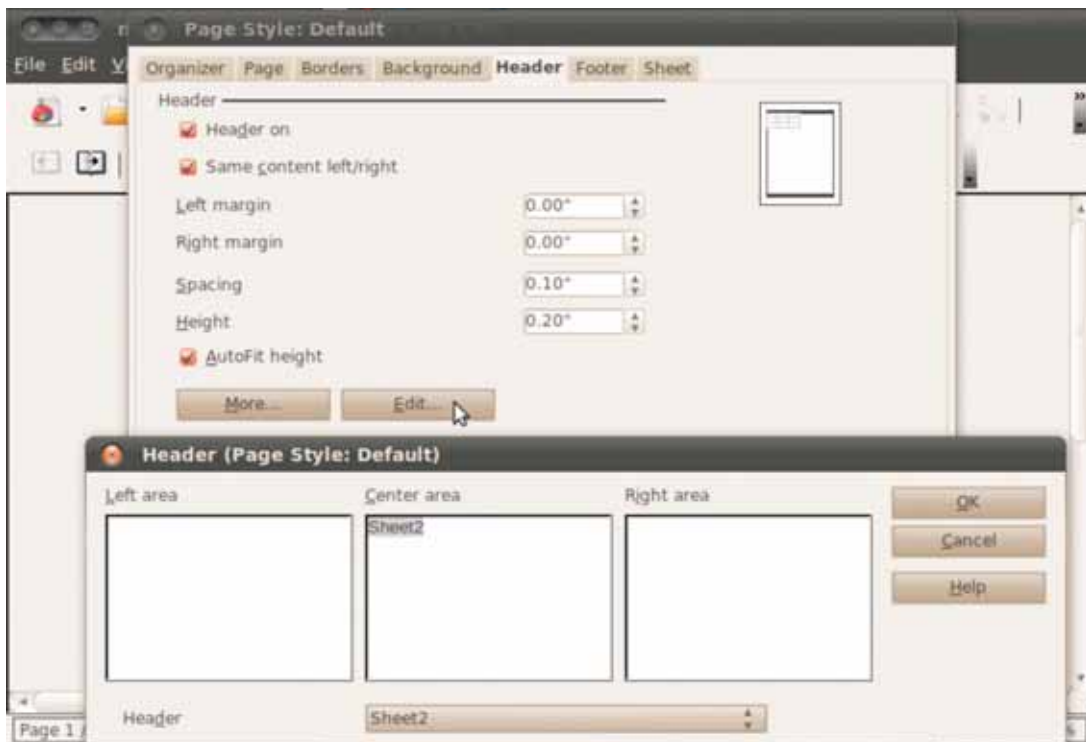 Page Style: Default
File Edit V
Organizer Page Borders Background Header Footer Sheet
Header
Header on
Same content left/right
Left margin 0.00"
Right margin 0.00"
Spacing 0.10"
Height 0.20"
AutoFit height
More... Edit...
Header (Page Style: Default)
Left area Center area Right area
Sheet2
OK
Cancel
Help
Header Sheet2
Page 1 /